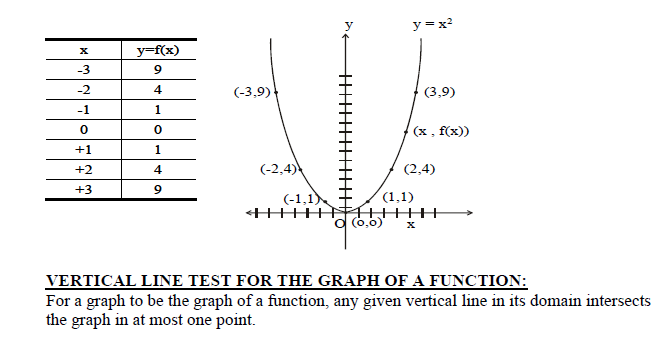 x y=f(x)
-3 9
-2 4
-1 1
0 0
+1 1
+2 4
+3 9
y y = x²
(-3,9) (3,9)
(x , f(x))
(-2,4) (2,4)
(-1,1) (1,1)
O (0,0) x
VERTICAL LINE TEST FOR THE GRAPH OF A FUNCTION:
For a graph to be the graph of a function, any given vertical line in its domain intersects
the graph in at most one point.